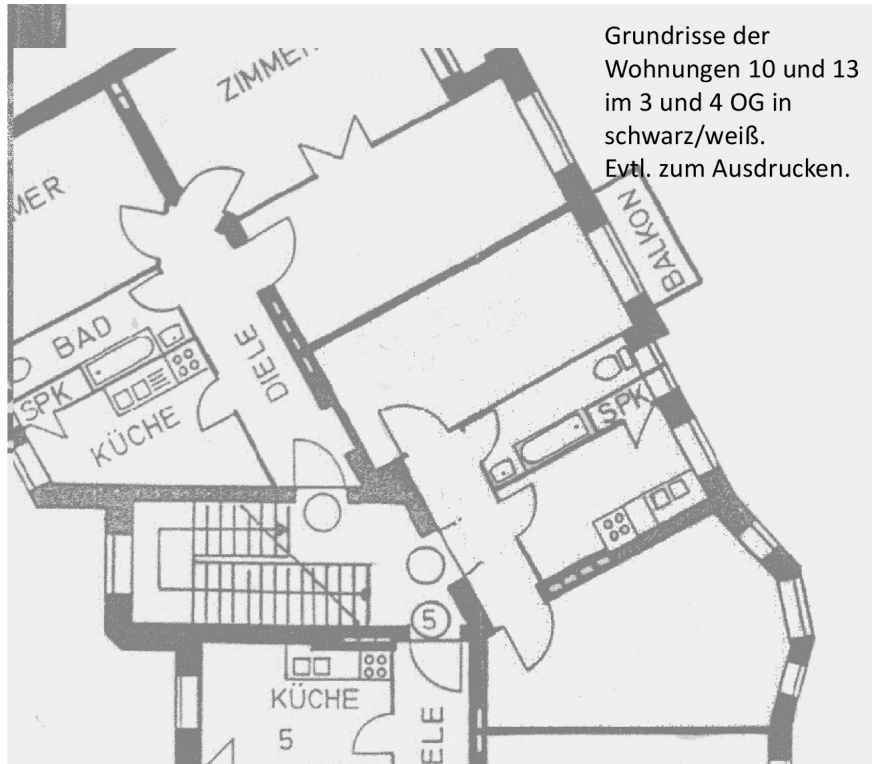 Grundrisse der
Wohnungen 10 und 13
im 3 und 4 OG in
schwarz/weiß.
Evtl. zum Ausdrucken.
ZIMMER
MER
BALKON
BAD
DIELE
SPK
KÜCHE
SPK
5
KÜCHE
5
ELE